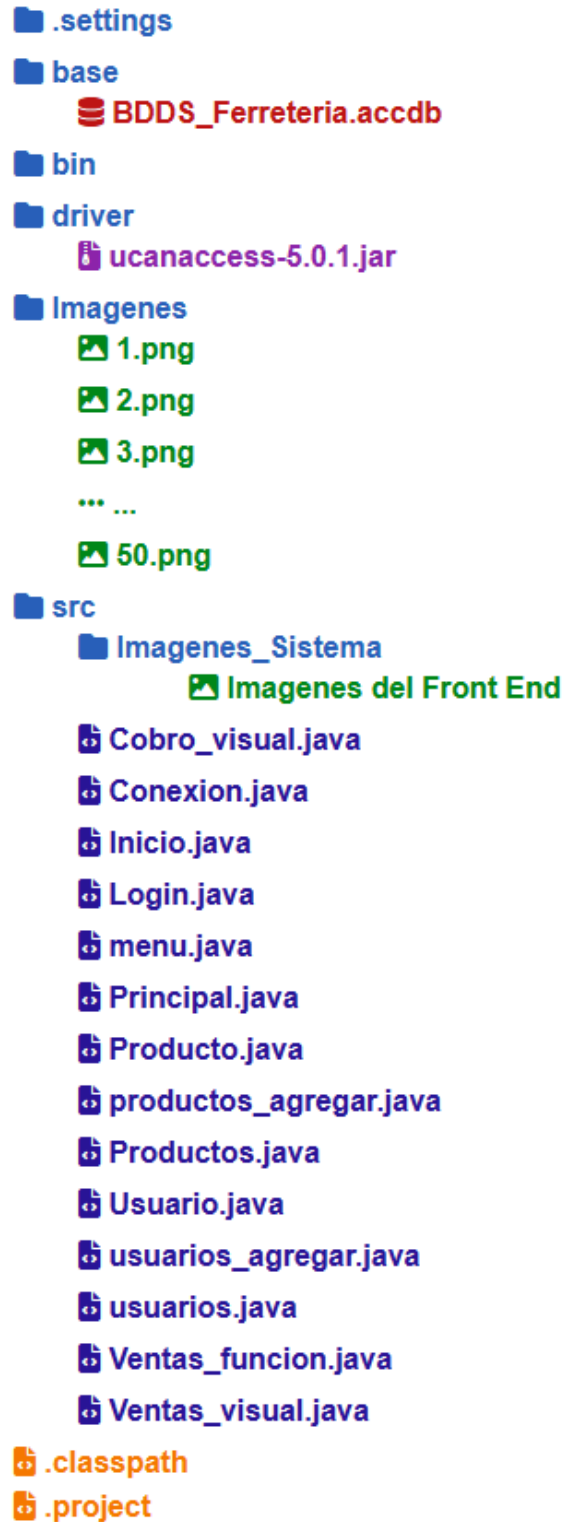 .settings
base
BDDS_Ferreteria.accdb
bin
driver
ucanaccess-5.0.1.jar
Imagenes
1.png
2.png
3.png
... ...
50.png
src
Imagenes_Sistema
Imagenes del Front End
Cobro_visual.java
Conexion.java
Inicio.java
Login.java
menu.java
Principal.java
Producto.java
productos_agregar.java
Productos.java
Usuario.java
usuarios_agregar.java
usuarios.java
Ventas_funcion.java
Ventas_visual.java
.classpath
.project